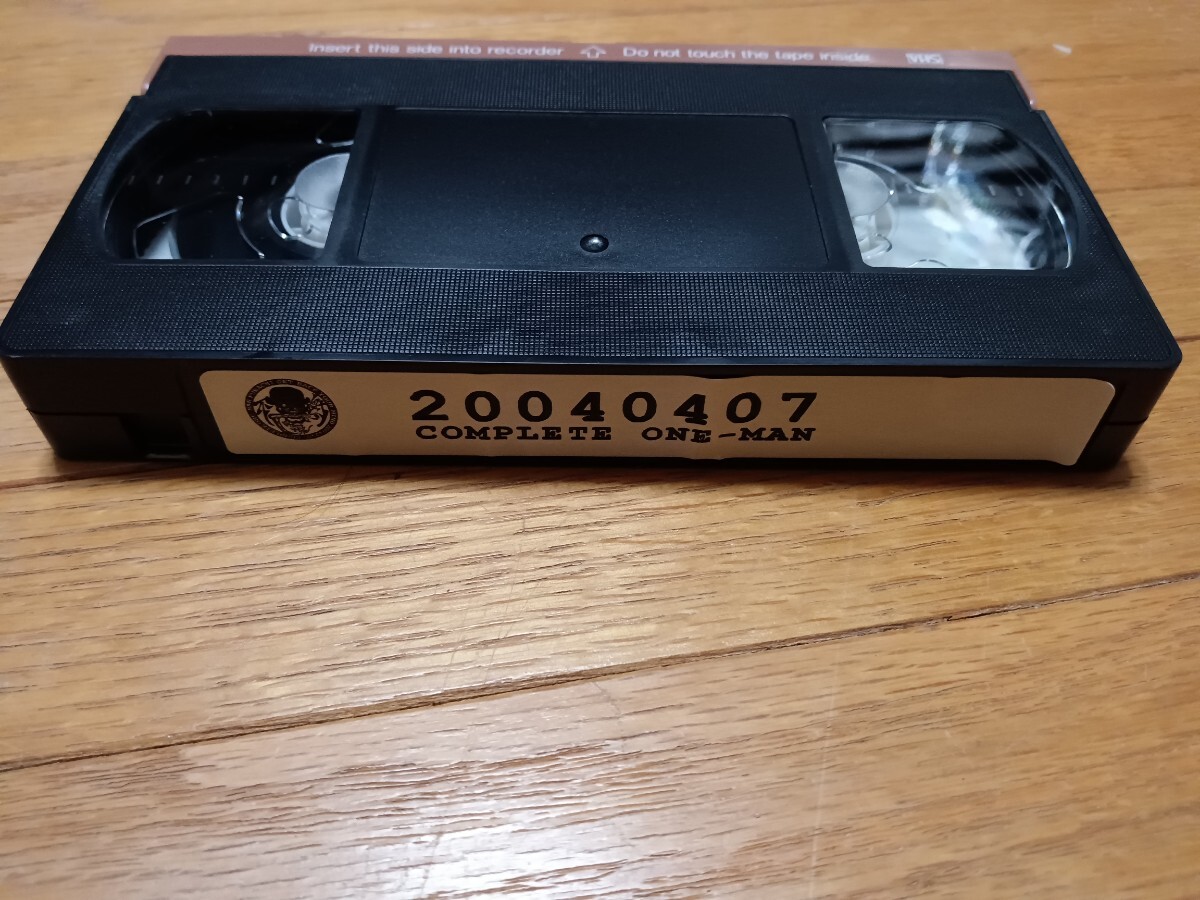 Insert this side into recorder ⇧ Do not touch the tape inside. VHS
20040407
COMPLETE ONE-MAN